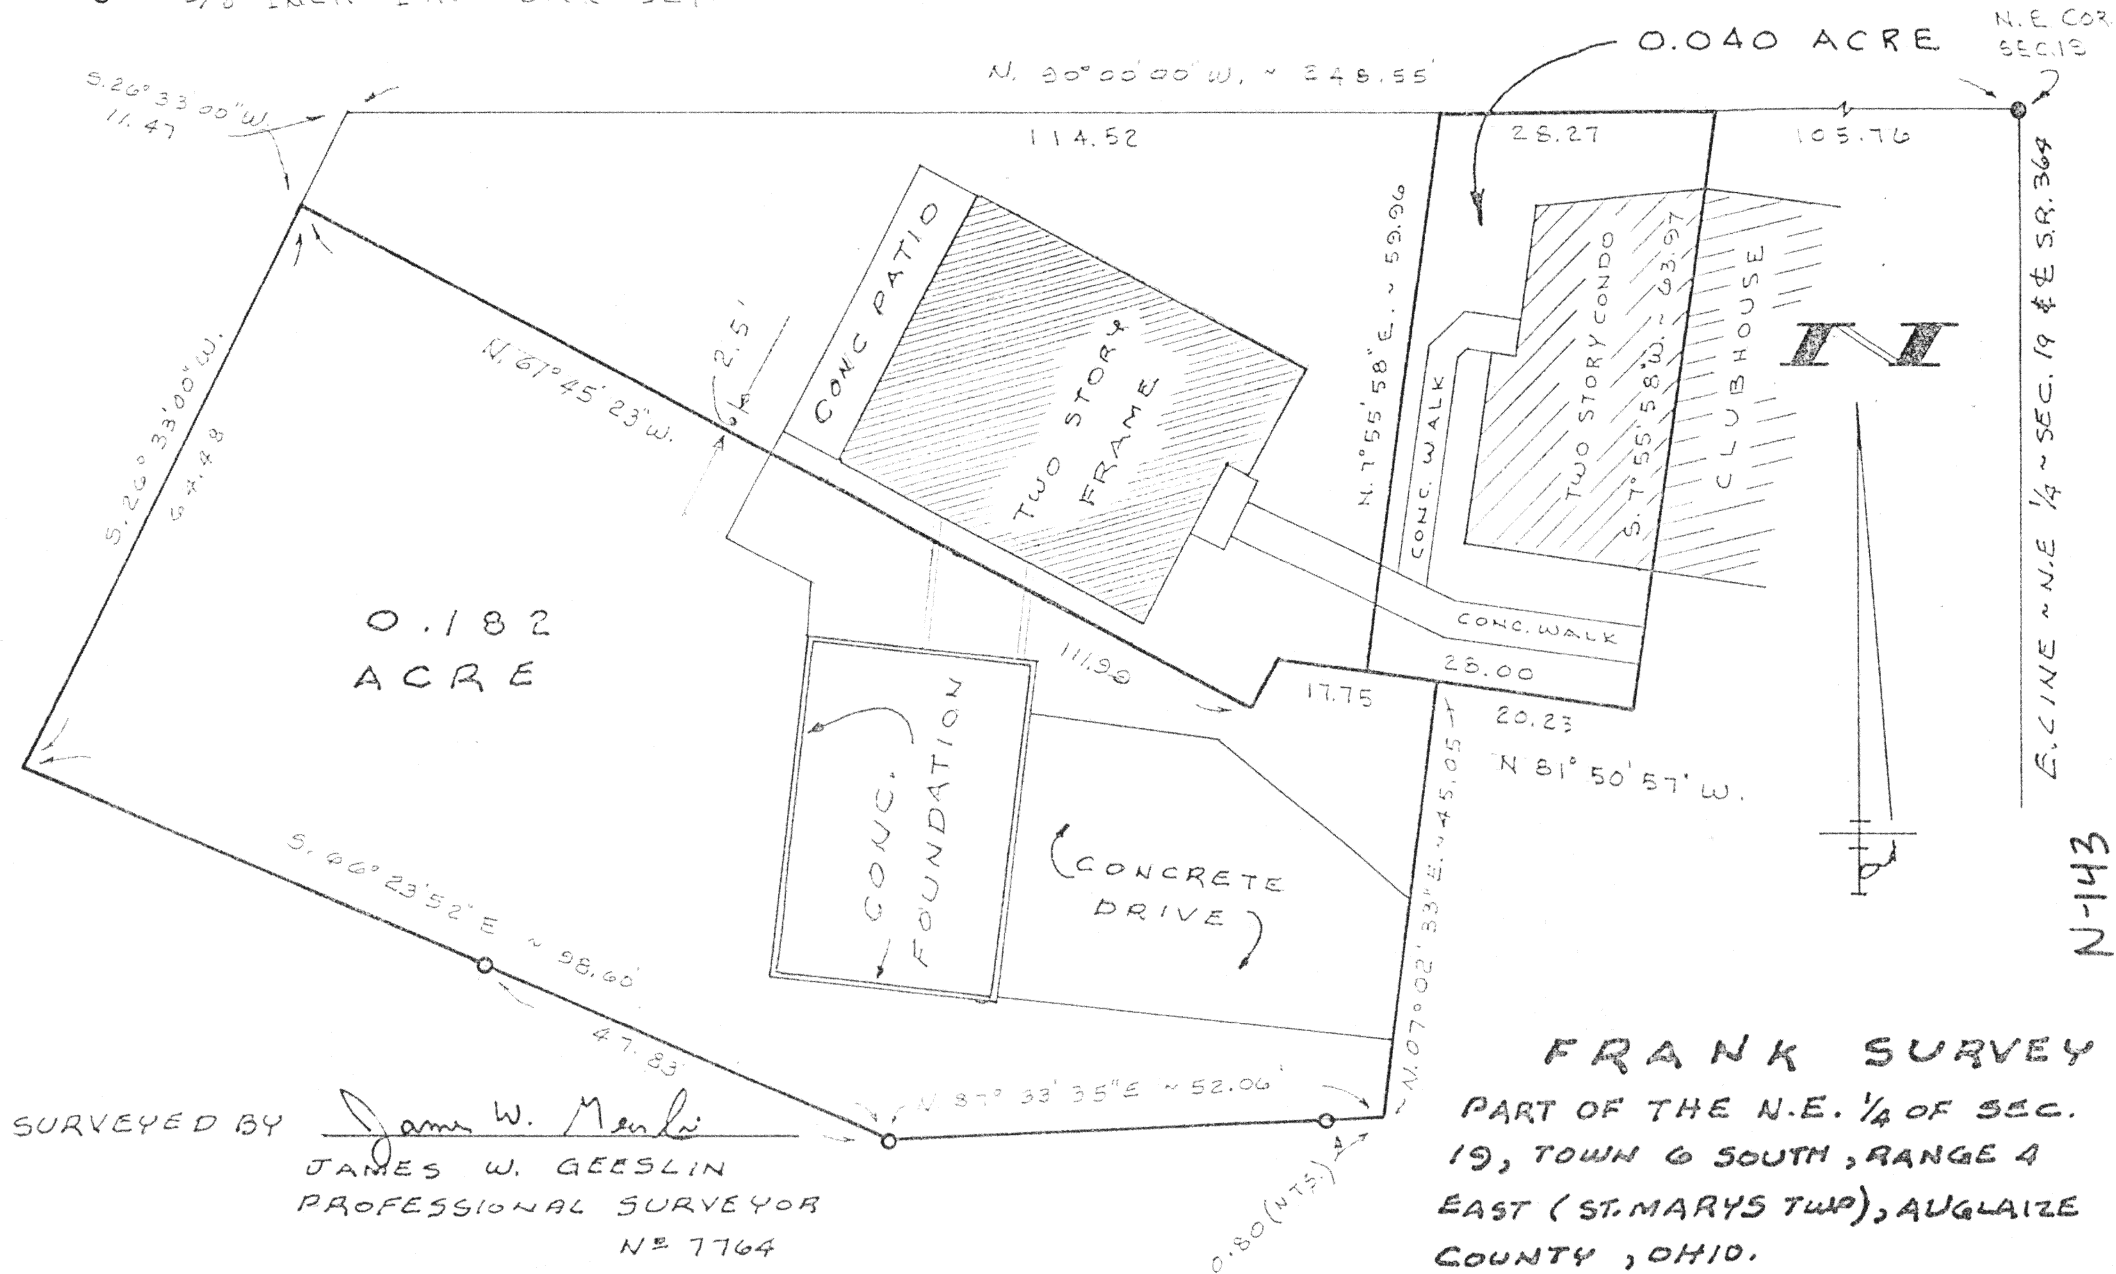 0.040 ACRE
N.E. COR.
SEC. 19
N. 90° 00' 00" W. ~ 248.55'
S. 26° 33' 00" W.
11.47
114.52
28.27
105.76
CONC PATIO
TWO STORY
FRAME
N. 7° 55' 58" E. ~ 59.96
TWO STORY CONDO
S. 7° 55' 58" W. ~ 63.97
CLUBHOUSE
N
E. LINE ~ N.E. 1/4 ~ SEC. 19 & ℄ S.R. 364
CONC. WALK
2.5'
N. 67° 45' 23" W.
S. 26° 33' 00" W.
64.48
0.182
ACRE
111.90
CONC. WALK
25.00
17.75
20.23
N 81° 50' 57" W.
CONC.
FOUNDATION
CONCRETE
DRIVE
~ N. 07° 02' 33" E. ~ 45.05
N-143
S. 66° 23' 52" E ~ 98.60'
47.83'
N 87° 33' 35" E ~ 52.06'
0.80 (N.T.S.)
SURVEYED BY
JAMES W. GEESLIN
PROFESSIONAL SURVEYOR
Nº 7764
FRANK SURVEY
PART OF THE N.E. 1/4 OF SEC.
19, TOWN 6 SOUTH, RANGE 4
EAST (ST. MARYS TWP), AUGLAIZE
COUNTY, OHIO.